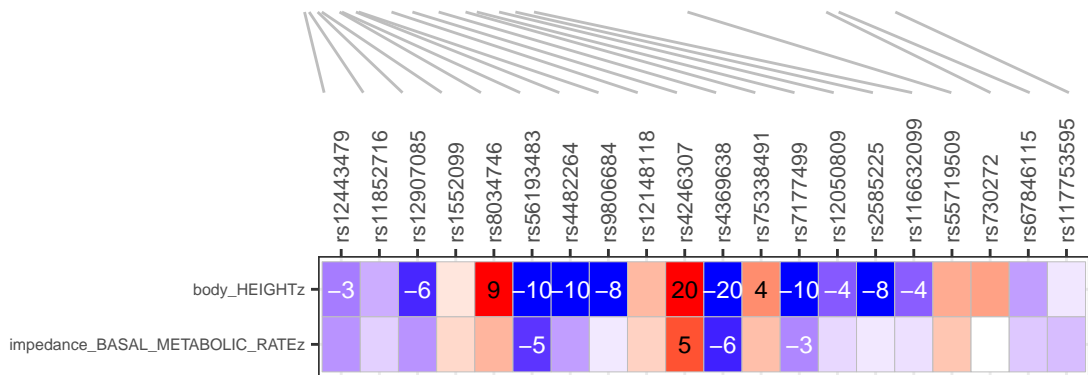 rs12443479
rs11852716
rs12907085
rs1552099
rs8034746
rs56193483
rs4482264
rs9806684
rs12148118
rs4246307
rs4369638
rs75338491
rs7177499
rs12050809
rs2585225
rs116632099
rs55719509
rs730272
rs67846115
rs117753595
body_HEIGHTz −3 −6 9 −10 −10 −8 20 −20 4 −10 −4 −8 −4
impedance_BASAL_METABOLIC_RATEz −5 5 −6 −3